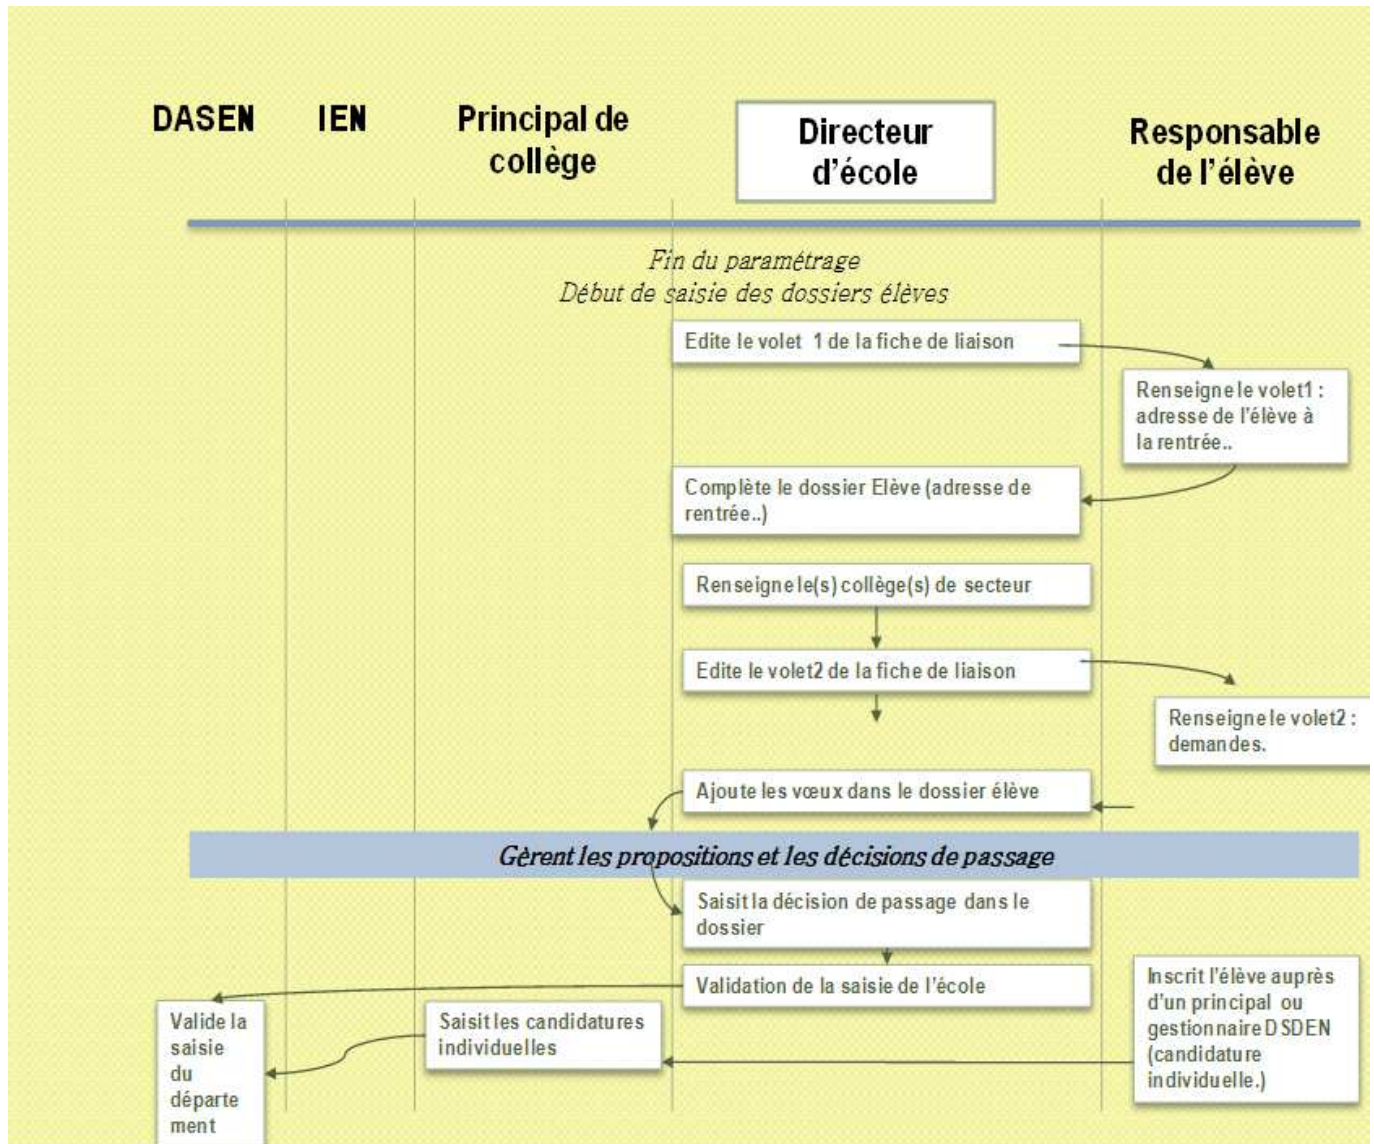 DASEN
IEN
Principal de
collège
Directeur
d'école
Responsable
de l'élève
Fin du paramétrage
Début de saisie des dossiers élèves
Edite le volet 1 de la fiche de liaison
Renseigne le volet1 :
adresse de l'élève à
la rentrée..
Complète le dossier Elève (adresse de
rentrée..)
Renseigne le(s) collège(s) de secteur
Edite le volet2 de la fiche de liaison
Renseigne le volet2 :
demandes.
Ajoute les vœux dans le dossier élève
Gèrent les propositions et les décisions de passage
Saisit la décision de passage dans le
dossier
Validation de la saisie de l'école
Inscrit l'élève auprès
d'un principal ou
gestionnaire DSDEN
(candidature
individuelle.)
Saisit les candidatures
individuelles
Valide la
saisie
du
départe
ment